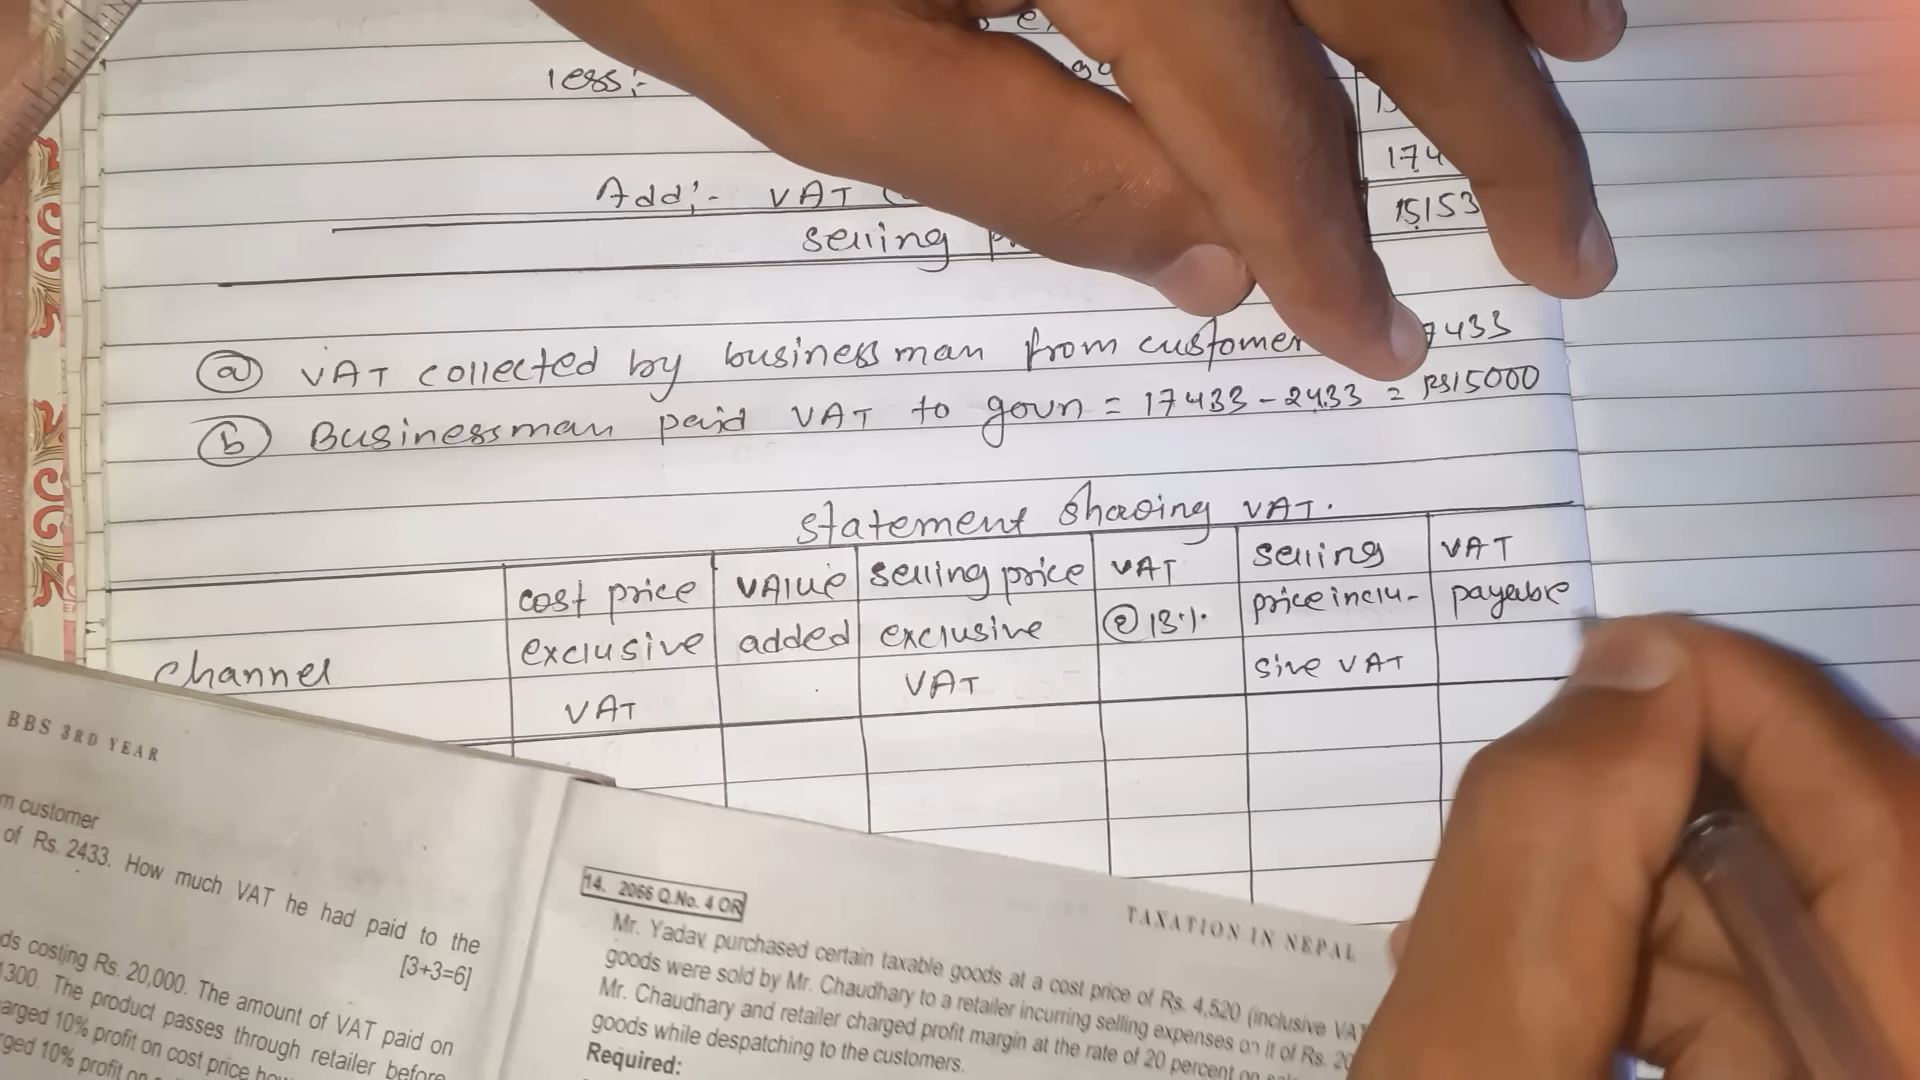 less:-
Add:- VAT
selling
(a) VAT collected by businessman from customer 7433
(b) Businessman paid VAT to govn = 17433 - 2433 = Rs15000
Statement showing VAT.
channel
cost price exclusive VAT
VAlue added
selling price exclusive VAT
VAT @ 13%
selling price inclu-sive VAT
VAT payable
BBS 3RD YEAR
m customer
of Rs. 2433. How much VAT he had paid to the
[3+3=6]
ds costing Rs. 20,000. The amount of VAT paid on
1300. The product passes through retailer before
arged 10% profit on cost price
ged 10% profit on
14. 2066 Q.No. 4 OR
TAXATION IN NEPAL
Mr. Yadav purchased certain taxable goods at a cost price of Rs. 4,520 (inclusive VAT
goods were sold by Mr. Chaudhary to a retailer incurring selling expenses on it of Rs. 20
Mr. Chaudhary and retailer charged profit margin at the rate of 20 percent on
goods while despatching to the customers.
Required: